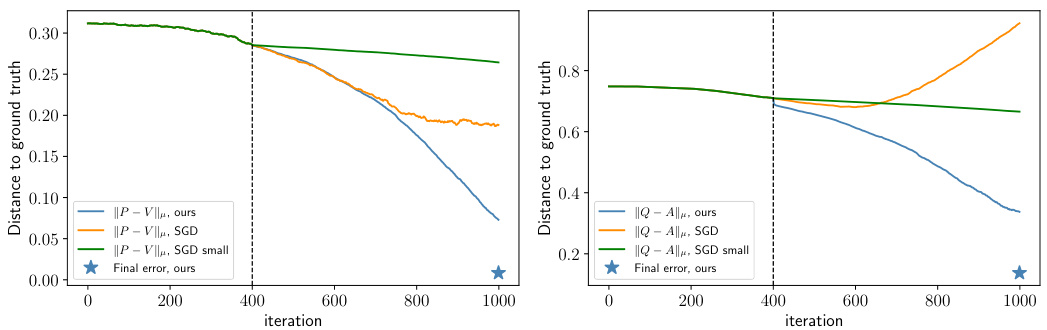 Distance to ground truth
0.30
0.25
0.20
0.15
0.10
0.05
0.00
‖P − V‖μ, ours
‖P − V‖μ, SGD
‖P − V‖μ, SGD small
Final error, ours
0 200 400 600 800 1000
iteration
Distance to ground truth
0.8
0.6
0.4
0.2
‖Q − A‖μ, ours
‖Q − A‖μ, SGD
‖Q − A‖μ, SGD small
Final error, ours
0 200 400 600 800 1000
iteration